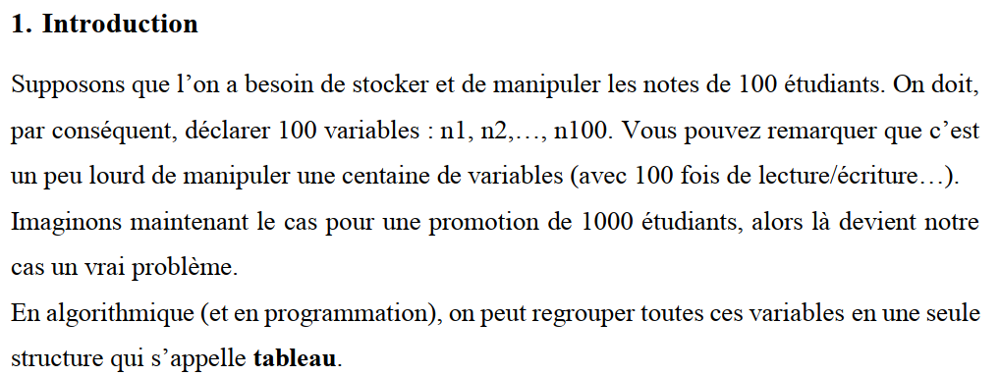 1. Introduction
Supposons que l’on a besoin de stocker et de manipuler les notes de 100 étudiants. On doit,
par conséquent, déclarer 100 variables : n1, n2,…, n100. Vous pouvez remarquer que c’est
un peu lourd de manipuler une centaine de variables (avec 100 fois de lecture/écriture…).
Imaginons maintenant le cas pour une promotion de 1000 étudiants, alors là devient notre
cas un vrai problème.
En algorithmique (et en programmation), on peut regrouper toutes ces variables en une seule
structure qui s’appelle tableau.